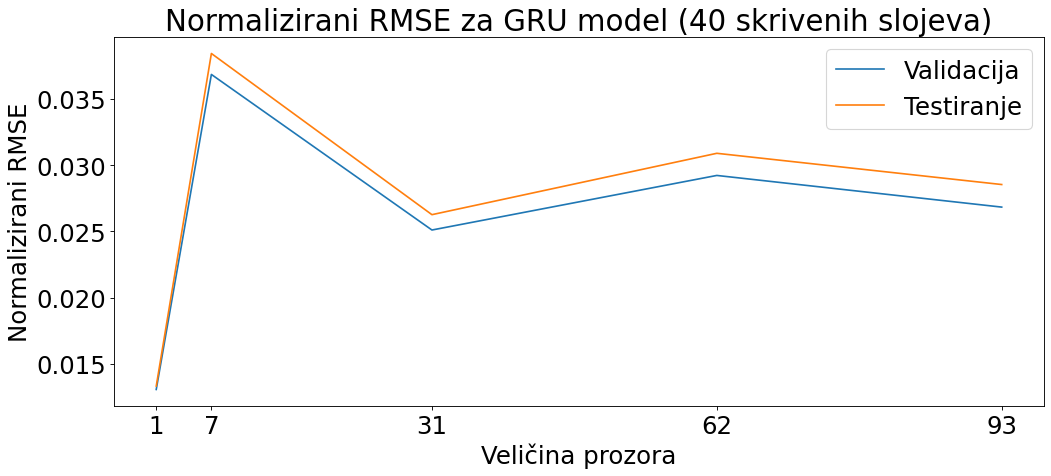 Normalizirani RMSE za GRU model (40 skrivenih slojeva)
Validacija
Testiranje
Normalizirani RMSE
0.035
0.030
0.025
0.020
0.015
1 7 31 62 93
Veličina prozora